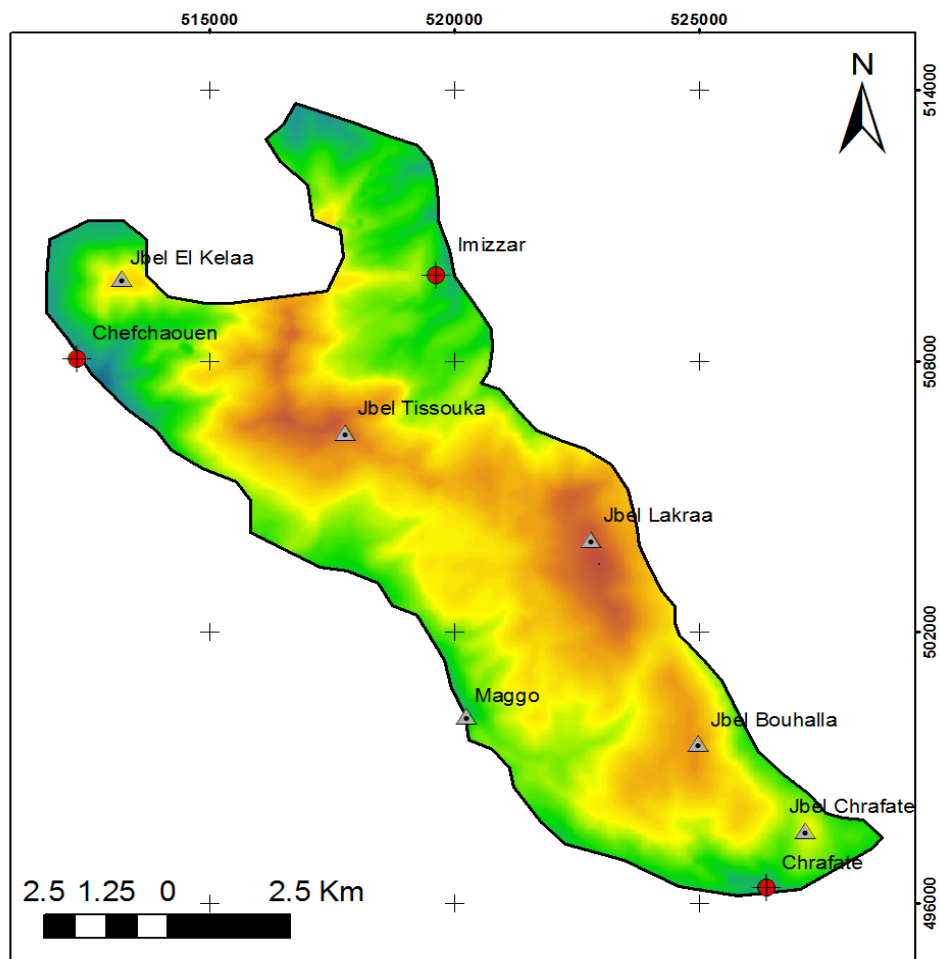 515000 520000 525000
N
514000
Imizzar
Jbel El Kelaa
Chefchaouen
508000
Jbel Tissouka
Jbel Lakraa
502000
Maggo
Jbel Bouhalla
Jbel Chrafate
Chrafate
2.5 1.25 0 2.5 Km
496000